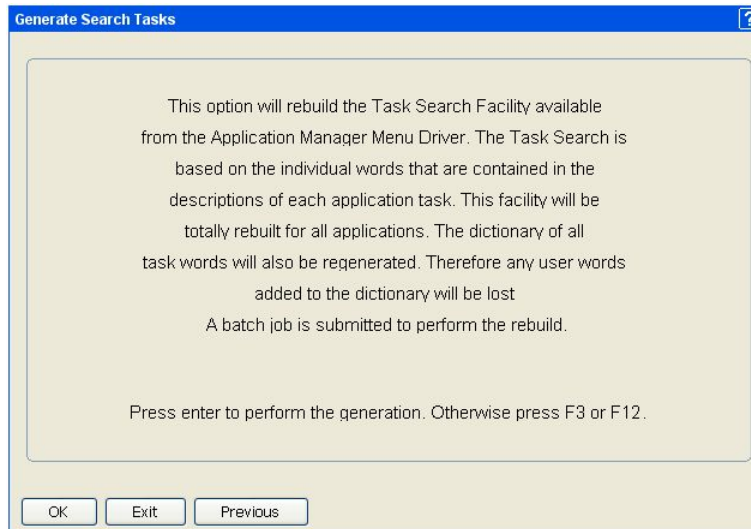 Generate Search Tasks
?
This option will rebuild the Task Search Facility available
from the Application Manager Menu Driver. The Task Search is
based on the individual words that are contained in the
descriptions of each application task. This facility will be
totally rebuilt for all applications. The dictionary of all
task words will also be regenerated. Therefore any user words
added to the dictionary will be lost
A batch job is submitted to perform the rebuild.
Press enter to perform the generation. Otherwise press F3 or F12.
OK Exit Previous